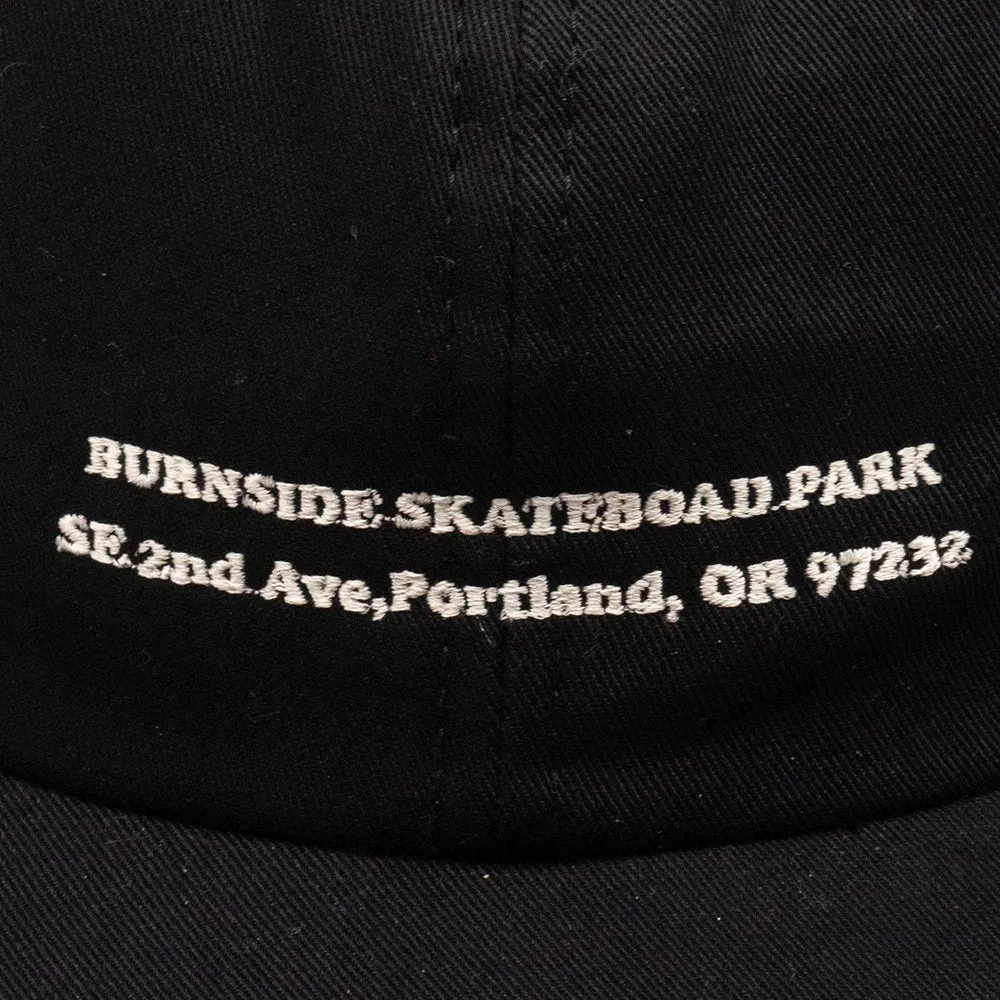 BURNSIDE SKATEBOAD PARK
SE 2nd Ave,Portland, OR 97232